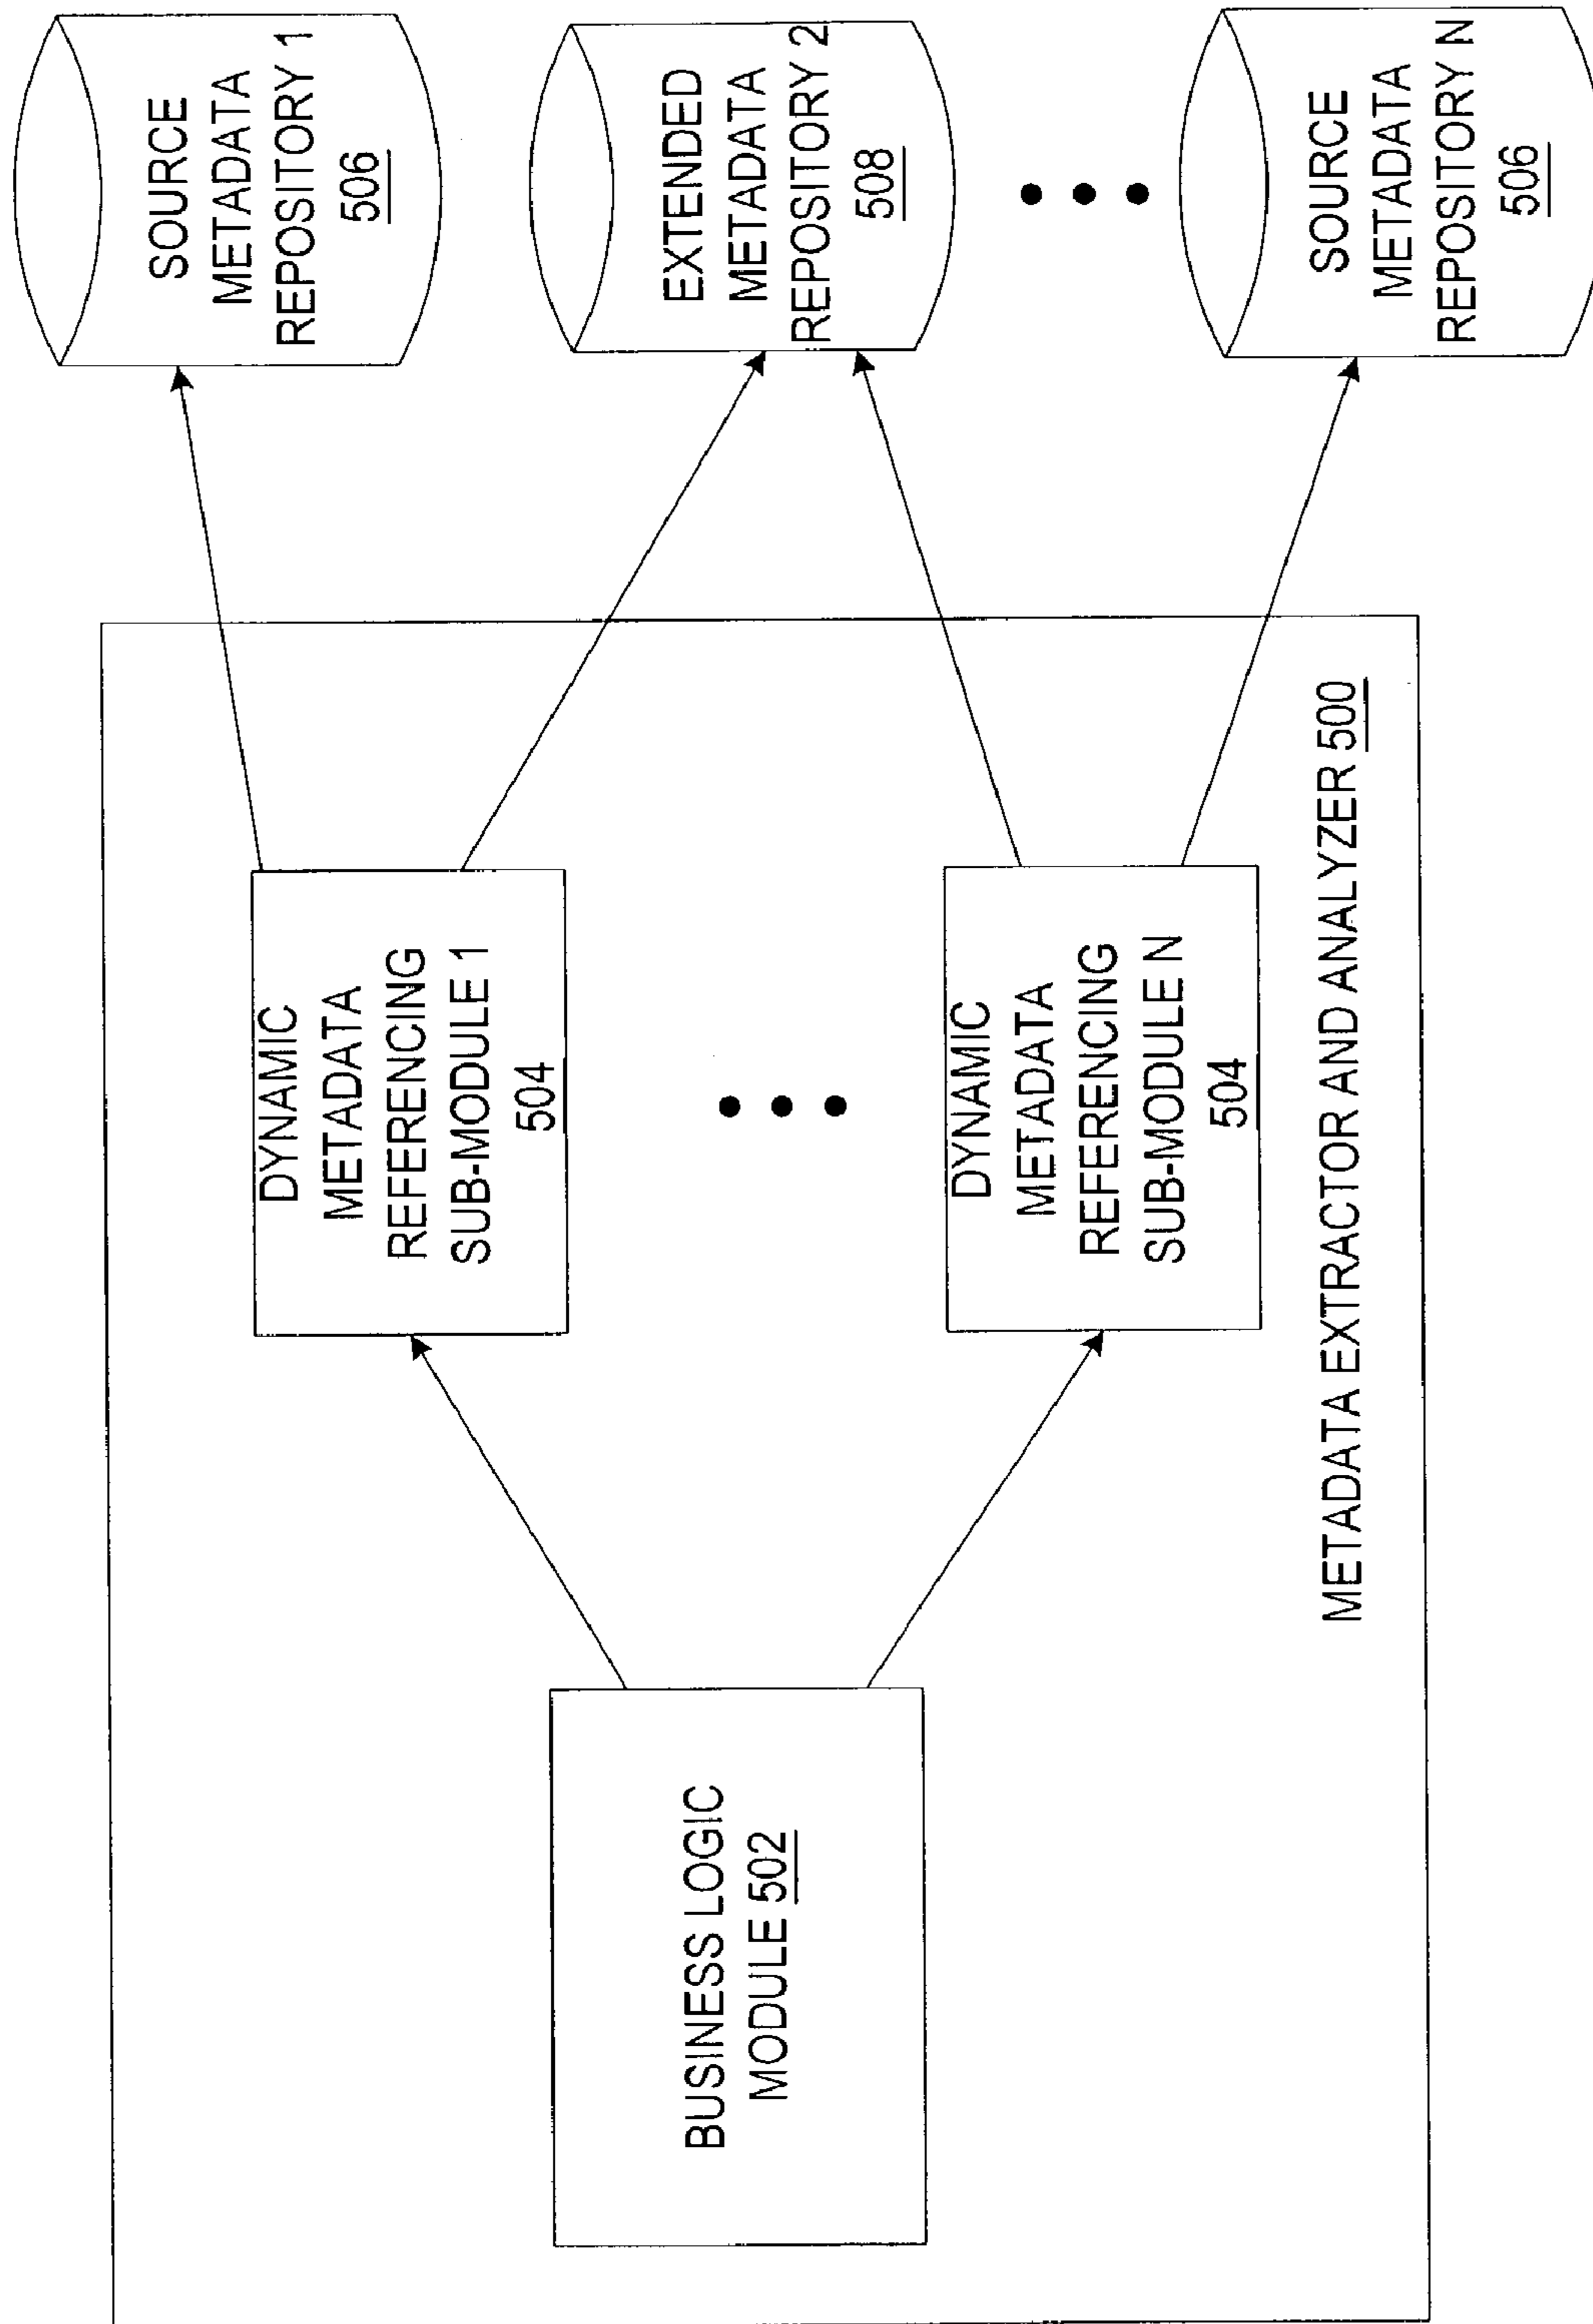 BUSINESS LOGIC
MODULE 502
DYNAMIC
METADATA
REFERENCING
SUB-MODULE 1
504
DYNAMIC
METADATA
REFERENCING
SUB-MODULE N
504
METADATA EXTRACTOR AND ANALYZER 500
SOURCE
METADATA
REPOSITORY 1
506
EXTENDED
METADATA
REPOSITORY 2
508
SOURCE
METADATA
REPOSITORY N
506